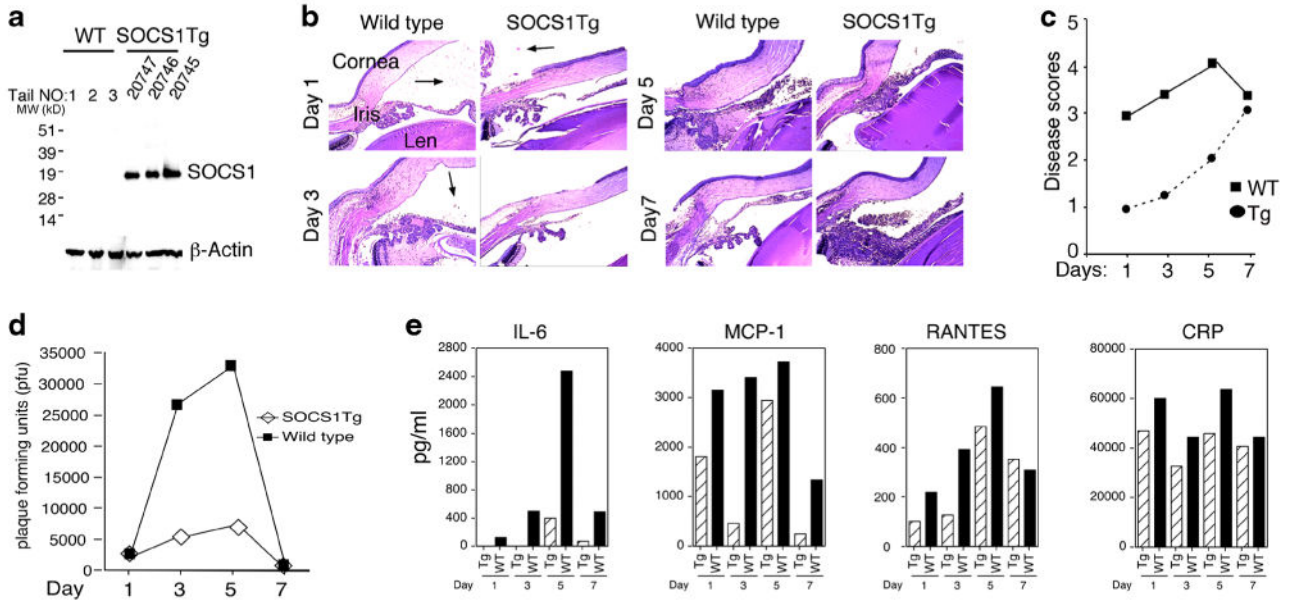 a
WT SOCS1Tg
20747 20746 20745
Tail NO:1 2 3
MW (kD)
51
39
19
28
14
SOCS1
β-Actin
b
Wild type SOCS1Tg Wild type SOCS1Tg
Day 1
Cornea
Iris
Len
Day 3
Day 5
Day7
c
Disease scores
5
4
3
2
1
0
WT
Tg
Days: 1 3 5 7
d
plaque forming units (pfu)
35000
30000
25000
20000
15000
10000
5000
0
SOCS1Tg
Wild type
Day 1 3 5 7
e
pg/ml
IL-6
2800
2400
2000
1600
1200
800
400
0
Tg WT Tg WT Tg WT Tg WT
Day 1 3 5 7
MCP-1
4000
3000
2000
1000
0
Tg WT Tg WT Tg WT Tg WT
Day 1 3 5 7
RANTES
800
600
400
200
0
Tg WT Tg WT Tg WT Tg WT
Day 1 3 5 7
CRP
80000
60000
40000
20000
0
Tg WT Tg WT Tg WT Tg WT
Day 1 3 5 7